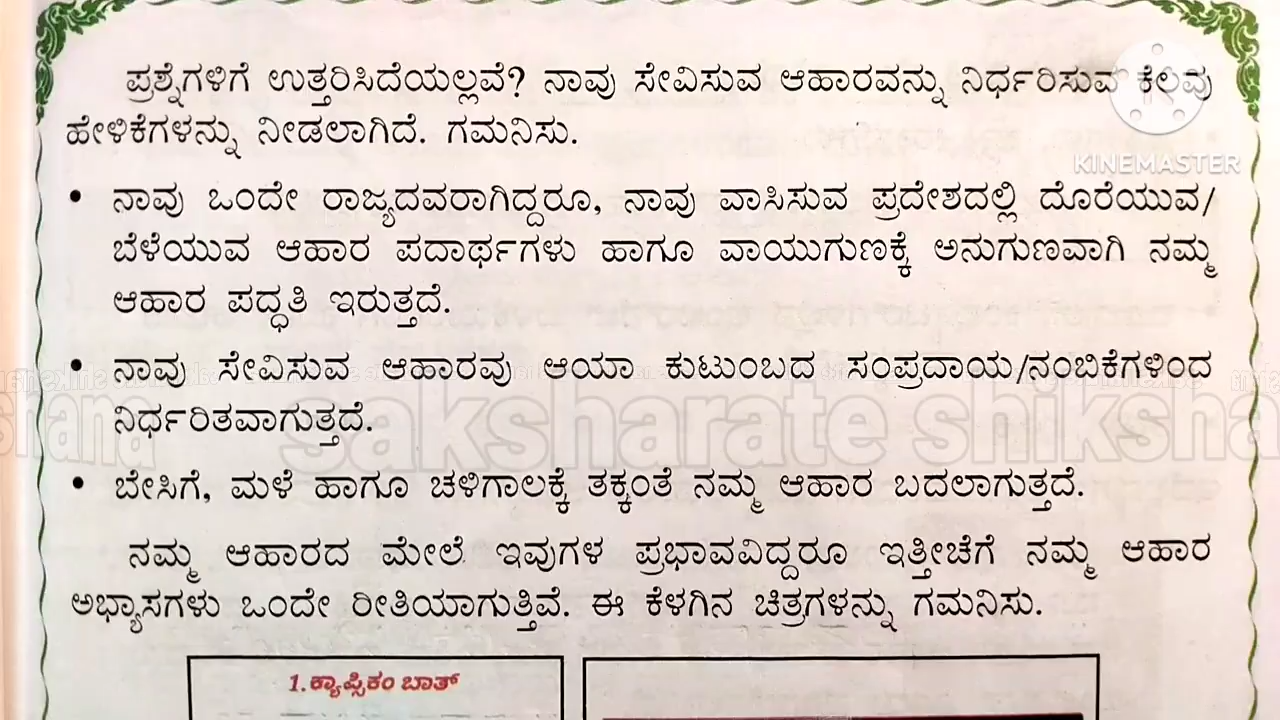 ಪ್ರಶ್ನೆಗಳಿಗೆ ಉತ್ತರಿಸಿದೆಯಲ್ಲವೆ? ನಾವು ಸೇವಿಸುವ ಆಹಾರವನ್ನು ನಿರ್ಧರಿಸುವ ಕೆಲವು
ಹೇಳಿಕೆಗಳನ್ನು ನೀಡಲಾಗಿದೆ. ಗಮನಿಸು.
KINEMASTER
• ನಾವು ಒಂದೇ ರಾಜ್ಯದವರಾಗಿದ್ದರೂ, ನಾವು ವಾಸಿಸುವ ಪ್ರದೇಶದಲ್ಲಿ ದೊರೆಯುವ/
ಬೆಳೆಯುವ ಆಹಾರ ಪದಾರ್ಥಗಳು ಹಾಗೂ ವಾಯುಗುಣಕ್ಕೆ ಅನುಗುಣವಾಗಿ ನಮ್ಮ
ಆಹಾರ ಪದ್ಧತಿ ಇರುತ್ತದೆ.
• ನಾವು ಸೇವಿಸುವ ಆಹಾರವು ಆಯಾ ಕುಟುಂಬದ ಸಂಪ್ರದಾಯ/ನಂಬಿಕೆಗಳಿಂದ
ನಿರ್ಧರಿತವಾಗುತ್ತದೆ.
saksharate shiksha
• ಬೇಸಿಗೆ, ಮಳೆ ಹಾಗೂ ಚಳಿಗಾಲಕ್ಕೆ ತಕ್ಕಂತೆ ನಮ್ಮ ಆಹಾರ ಬದಲಾಗುತ್ತದೆ.
ನಮ್ಮ ಆಹಾರದ ಮೇಲೆ ಇವುಗಳ ಪ್ರಭಾವವಿದ್ದರೂ ಇತ್ತೀಚೆಗೆ ನಮ್ಮ ಆಹಾರ
ಅಭ್ಯಾಸಗಳು ಒಂದೇ ರೀತಿಯಾಗುತ್ತಿವೆ. ಈ ಕೆಳಗಿನ ಚಿತ್ರಗಳನ್ನು ಗಮನಿಸು.
1.ಕ್ಯಾಪ್ಸಿಕಂ ಬಾತ್